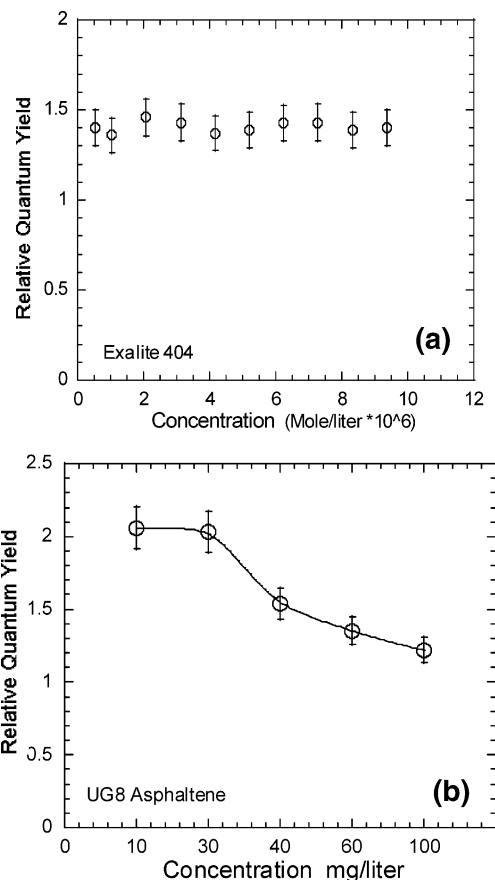 2
1.5
1
0.5
0
Relative Quantum Yield
Exalite 404
(a)
0 2 4 6 8 10 12
Concentration (Mole/liter *10^6)
2.5
2
1.5
1
0.5
0
Relative Quantum Yield
UG8 Asphaltene
(b)
0 10 30 40 60 100
Concentration mg/liter